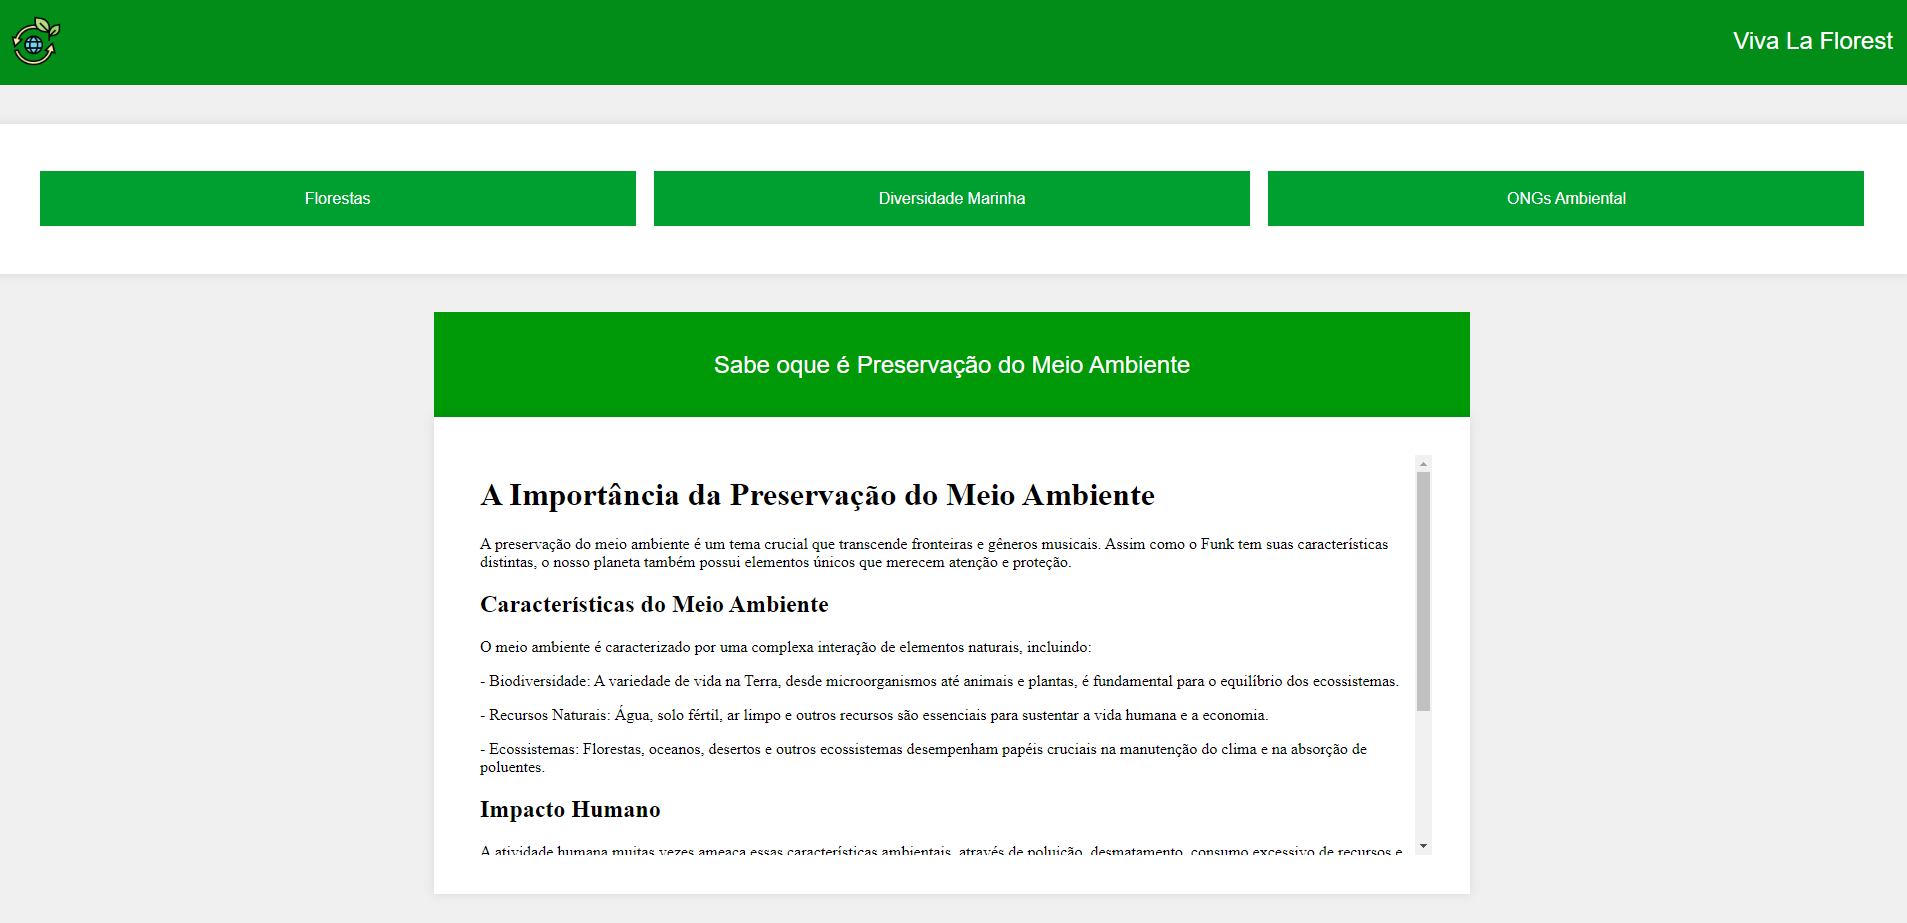 Viva La Florest
Florestas
Diversidade Marinha
ONGs Ambiental
Sabe oque é Preservação do Meio Ambiente
A Importância da Preservação do Meio Ambiente
A preservação do meio ambiente é um tema crucial que transcende fronteiras e gêneros musicais. Assim como o Funk tem suas características
distintas, o nosso planeta também possui elementos únicos que merecem atenção e proteção.
Características do Meio Ambiente
O meio ambiente é caracterizado por uma complexa interação de elementos naturais, incluindo:
- Biodiversidade: A variedade de vida na Terra, desde microorganismos até animais e plantas, é fundamental para o equilíbrio dos ecossistemas.
- Recursos Naturais: Água, solo fértil, ar limpo e outros recursos são essenciais para sustentar a vida humana e a economia.
- Ecossistemas: Florestas, oceanos, desertos e outros ecossistemas desempenham papéis cruciais na manutenção do clima e na absorção de
poluentes.
Impacto Humano
A atividade humana muitas vezes ameaça essas características ambientais, através de poluição, desmatamento, consumo excessivo de recursos e